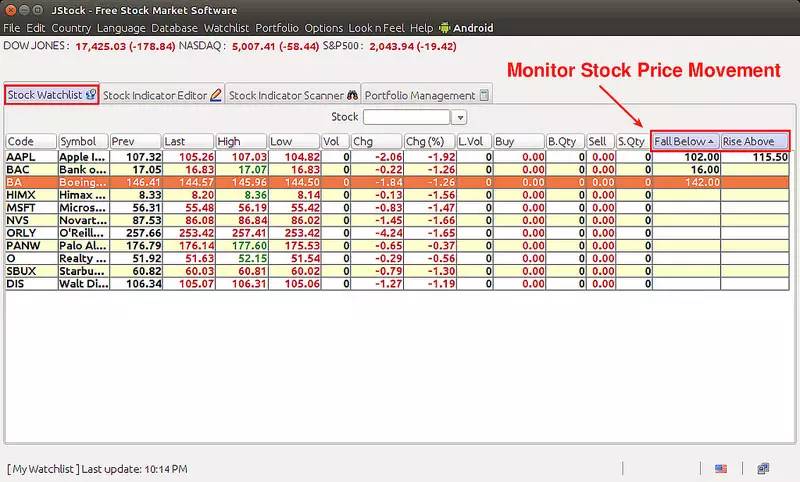 JStock - Free Stock Market Software
File Edit Country Language Database Watchlist Portfolio Options Look n Feel Help Android
DOW JONES : 17,425.03 (-178.84) NASDAQ : 5,007.41 (-58.44) S&P500 : 2,043.94 (-19.42)
Monitor Stock Price Movement
Stock Watchlist Stock Indicator Editor Stock Indicator Scanner Portfolio Management
Stock
Code Symbol Prev Last High Low Vol Chg Chg (%) L.Vol Buy B.Qty Sell S.Qty Fall Below Rise Above
AAPL Apple I... 107.32 105.26 107.03 104.82 0 -2.06 -1.92 0 0.00 0 0.00 0 102.00 115.50
BAC Bank o... 17.05 16.83 17.07 16.83 0 -0.22 -1.26 0 0.00 0 0.00 0 16.00
BA Boeing... 146.41 144.57 145.96 144.50 0 -1.84 -1.26 0 0.00 0 0.00 0 142.00
HIMX Himax ... 8.33 8.20 8.36 8.14 0 -0.13 -1.56 0 0.00 0 0.00 0
MSFT Micros... 56.31 55.48 56.19 55.42 0 -0.83 -1.47 0 0.00 0 0.00 0
NVS Novart... 87.53 86.08 86.84 86.02 0 -1.45 -1.66 0 0.00 0 0.00 0
ORLY O'Reill... 257.66 253.42 257.41 253.42 0 -4.24 -1.65 0 0.00 0 0.00 0
PANW Palo Al... 176.79 176.14 177.60 175.53 0 -0.65 -0.37 0 0.00 0 0.00 0
O Realty ... 51.92 51.63 52.15 51.54 0 -0.29 -0.56 0 0.00 0 0.00 0
SBUX Starbu... 60.82 60.03 60.81 60.02 0 -0.79 -1.30 0 0.00 0 0.00 0
DIS Walt Di... 106.34 105.07 106.31 105.06 0 -1.27 -1.19 0 0.00 0 0.00 0
[ My Watchlist ] Last update: 10:14 PM